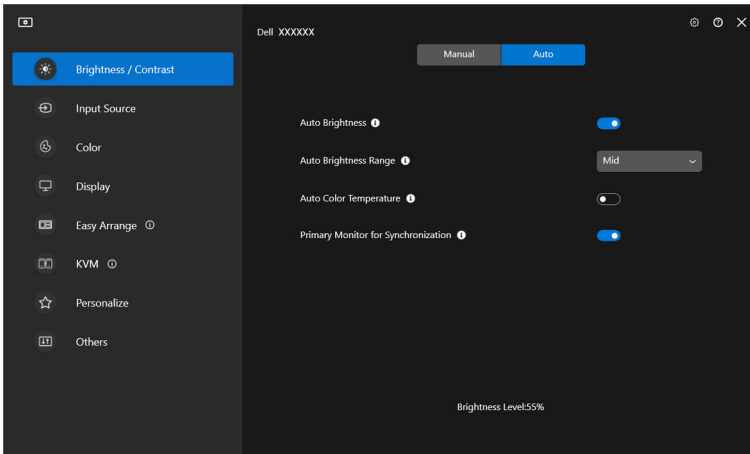 Dell XXXXXX
Manual Auto
Brightness / Contrast
Input Source
Color
Display
Easy Arrange
KVM
Personalize
Others
Auto Brightness
Auto Brightness Range Mid
Auto Color Temperature
Primary Monitor for Synchronization
Brightness Level:55%